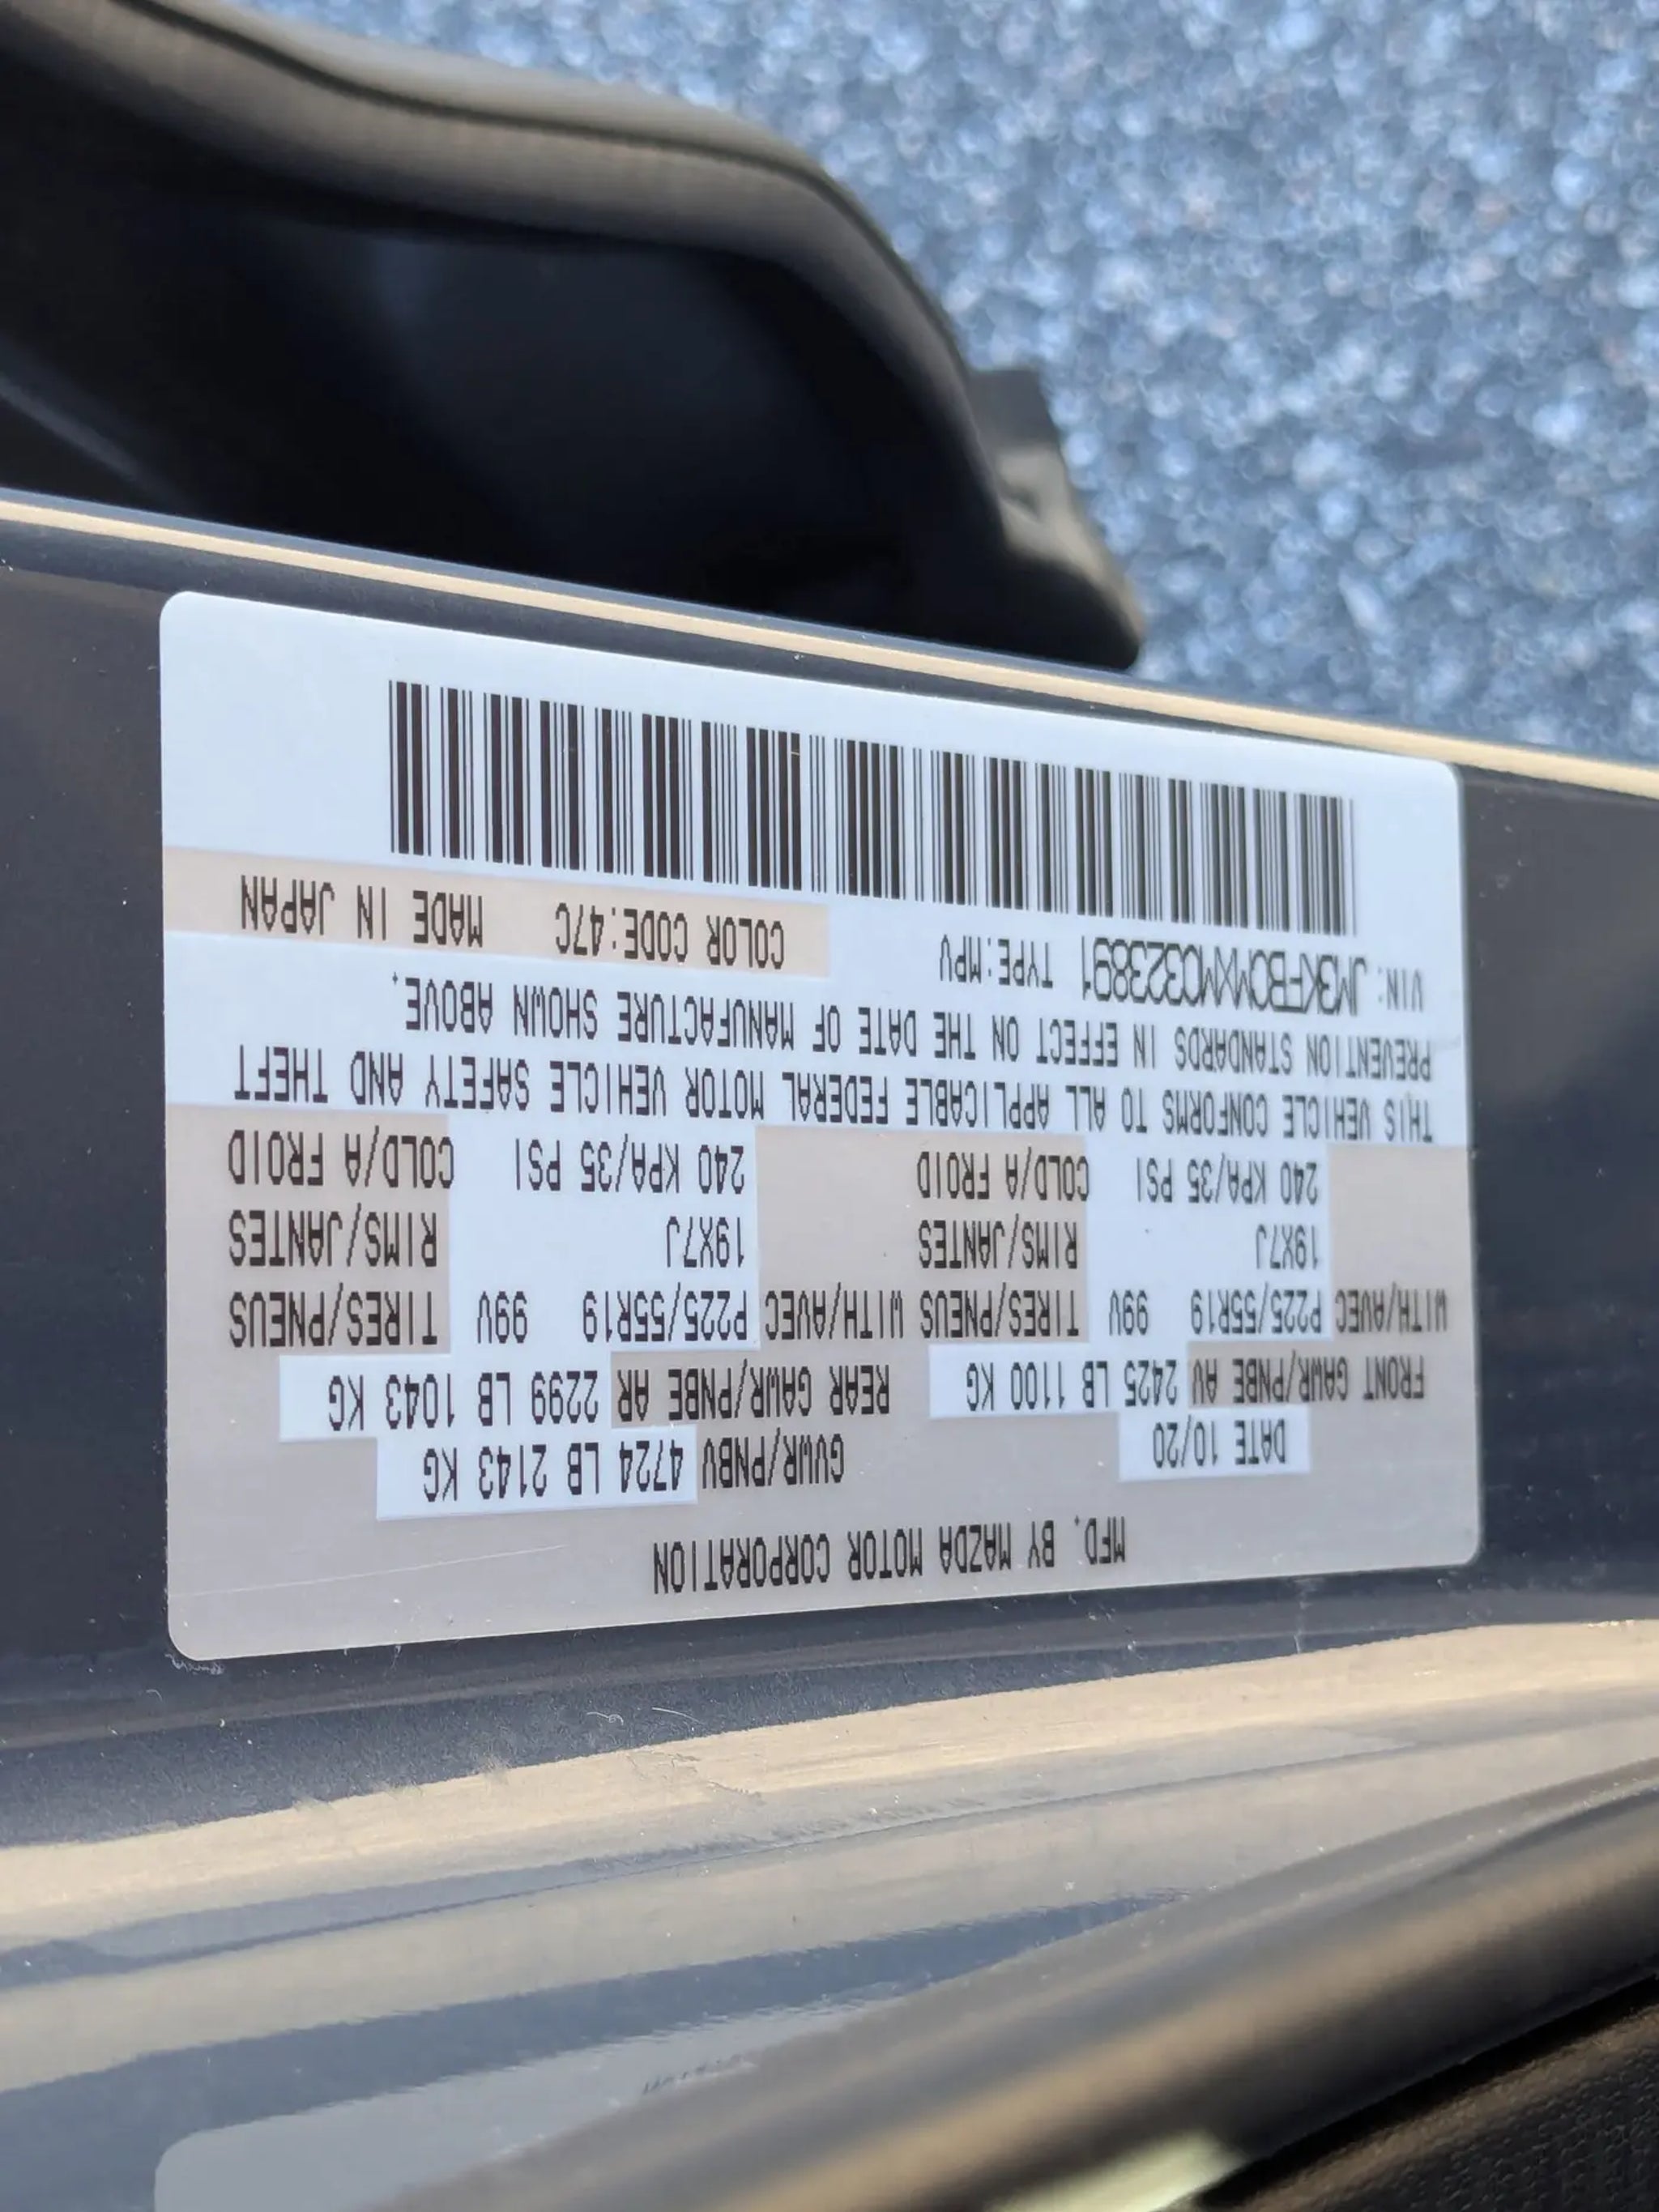 MFD. BY MAZDA MOTOR CORPORATION
DATE 10/20 GVWR/PNBV 4724 LB 2143 KG
FRONT GAWR/PNBE AV 2425 LB 1100 KG REAR GAWR/PNBE AR 2299 LB 1043 KG
WITH/AVEC P225/55R19 99V TIRES/PNEUS WITH/AVEC P225/55R19 99V TIRES/PNEUS
19X7J RIMS/JANTES 19X7J RIMS/JANTES
240 KPA/35 PSI COLD/A FROID 240 KPA/35 PSI COLD/A FROID
THIS VEHICLE CONFORMS TO ALL APPLICABLE FEDERAL MOTOR VEHICLE SAFETY AND THEFT
PREVENTION STANDARDS IN EFFECT ON THE DATE OF MANUFACTURE SHOWN ABOVE.
VIN: JM3KFBCMXM0323891 TYPE:MPV COLOR CODE:47C MADE IN JAPAN